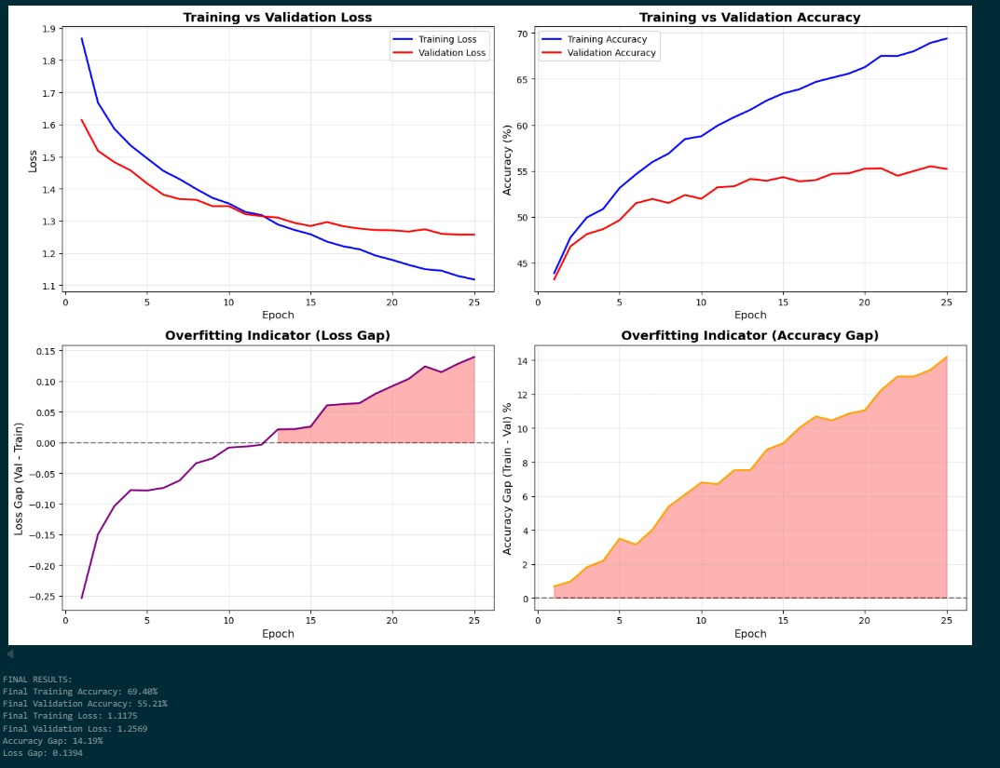 Training vs Validation Loss
1.9
1.8
1.7
1.6
1.5
1.4
1.3
1.2
1.1
Loss
0 5 10 15 20 25
Epoch
Training Loss
Validation Loss
Training vs Validation Accuracy
70
65
60
55
50
45
Accuracy (%)
5 10 15 20 25
Epoch
Training Accuracy
Validation Accuracy
Overfitting Indicator (Loss Gap)
0.15
0.10
0.05
0.00
−0.05
−0.10
−0.15
−0.20
−0.25
Loss Gap (Val - Train)
0 5 10 15 20 25
Epoch
Overfitting Indicator (Accuracy Gap)
14
12
10
8
6
4
2
0
Accuracy Gap (Train - Val) %
0 5 10 15 20 25
Epoch
FINAL RESULTS:
Final Training Accuracy: 69.40%
Final Validation Accuracy: 55.21%
Final Training Loss: 1.1175
Final Validation Loss: 1.2569
Accuracy Gap: 14.19%
Loss Gap: 0.1394